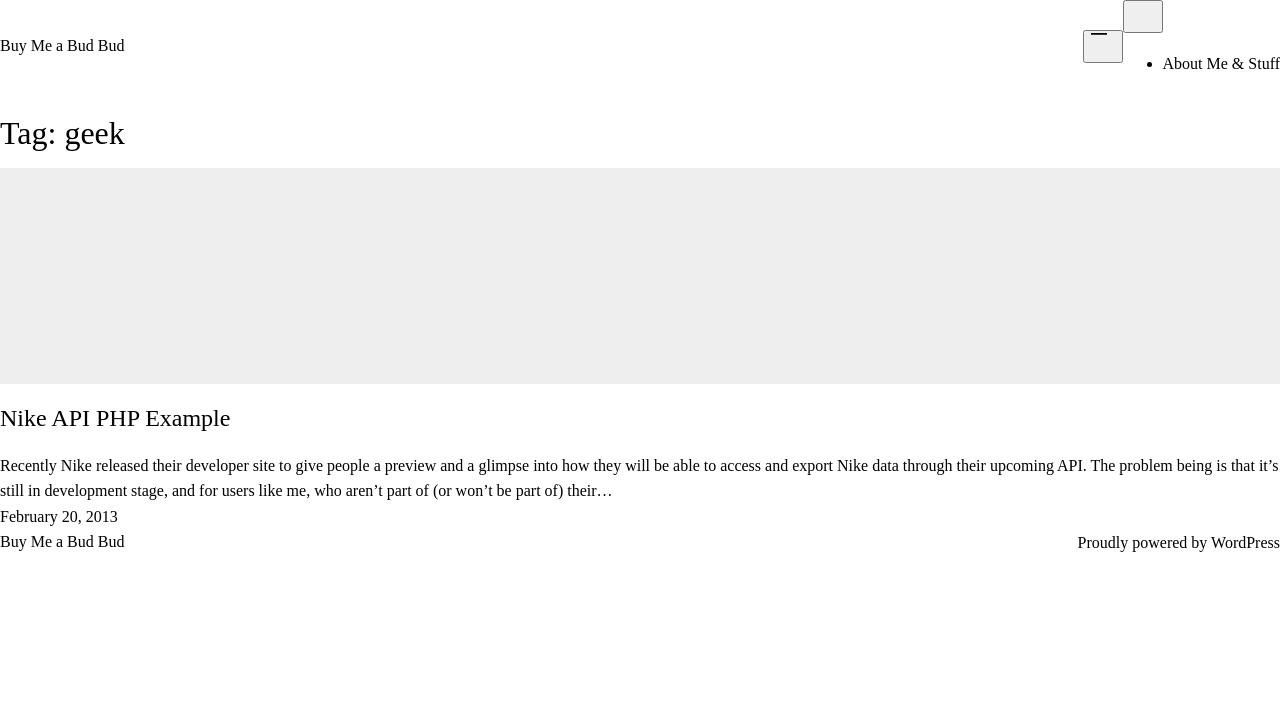 Buy Me a Bud Bud
About Me & Stuff
Tag: geek
Nike API PHP Example
Recently Nike released their developer site to give people a preview and a glimpse into how they will be able to access and export Nike data through their upcoming API. The problem being is that it’s
still in development stage, and for users like me, who aren’t part of (or won’t be part of) their…
February 20, 2013
Buy Me a Bud Bud
Proudly powered by WordPress